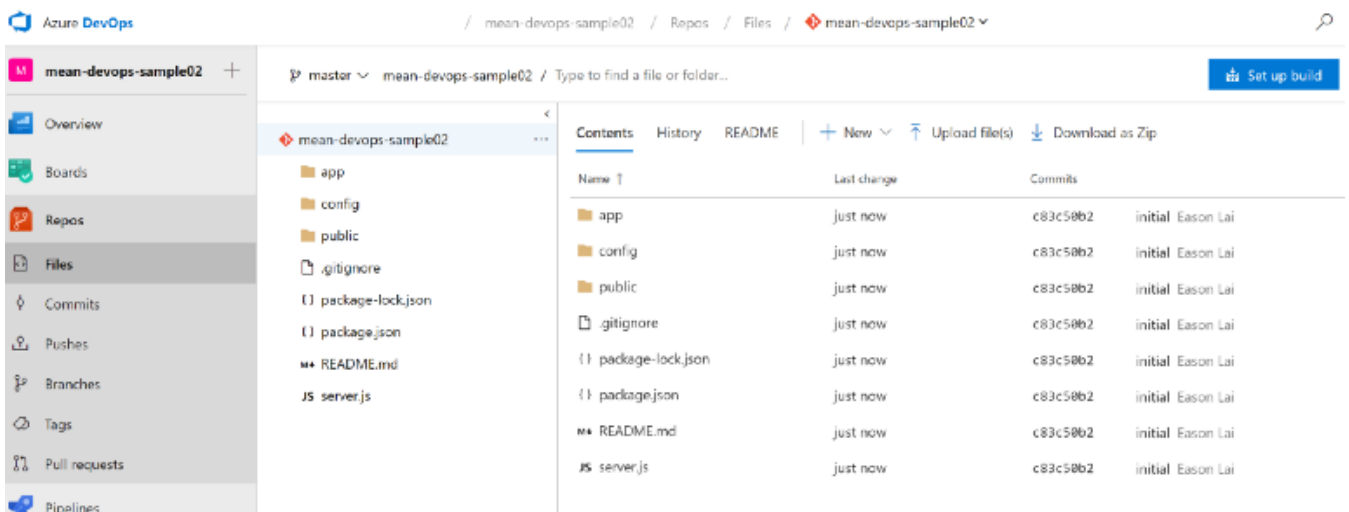 Azure DevOps
/ mean-devops-sample02 / Repos / Files / mean-devops-sample02
M mean-devops-sample02
master mean-devops-sample02 / Type to find a file or folder...
Set up build
Overview
Boards
Repos
Files
Commits
Pushes
Branches
Tags
Pull requests
Pipelines
mean-devops-sample02 ...
app
config
public
.gitignore
{} package-lock.json
{} package.json
M+ README.md
JS server.js
Contents History README New Upload file(s) Download as Zip
Name ↑ Last change Commits
app just now c83c50b2 initial Eason Lai
config just now c83c50b2 initial Eason Lai
public just now c83c50b2 initial Eason Lai
.gitignore just now c83c50b2 initial Eason Lai
{} package-lock.json just now c83c50b2 initial Eason Lai
{} package.json just now c83c50b2 initial Eason Lai
M+ README.md just now c83c50b2 initial Eason Lai
JS server.js just now c83c50b2 initial Eason Lai